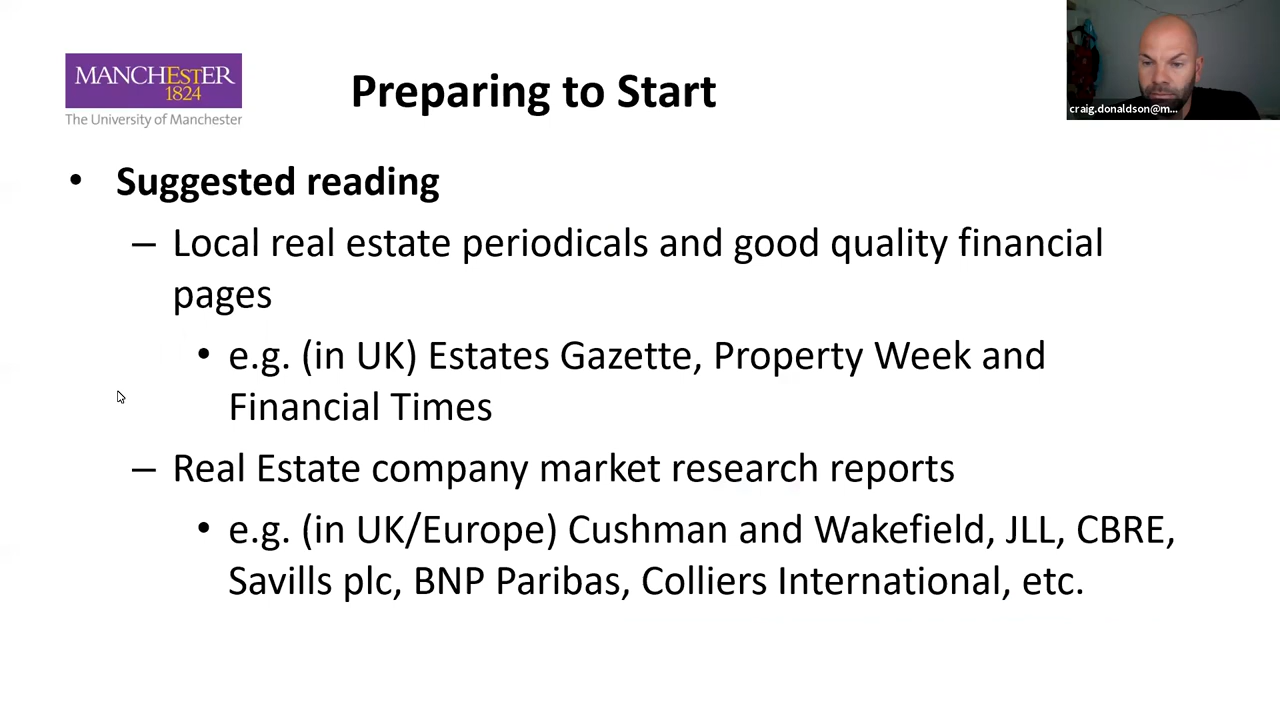 MANCHESTER
1824
The University of Manchester
Preparing to Start
craig.donaldson@m...
• Suggested reading
– Local real estate periodicals and good quality financial
pages
• e.g. (in UK) Estates Gazette, Property Week and
Financial Times
– Real Estate company market research reports
• e.g. (in UK/Europe) Cushman and Wakefield, JLL, CBRE,
Savills plc, BNP Paribas, Colliers International, etc.